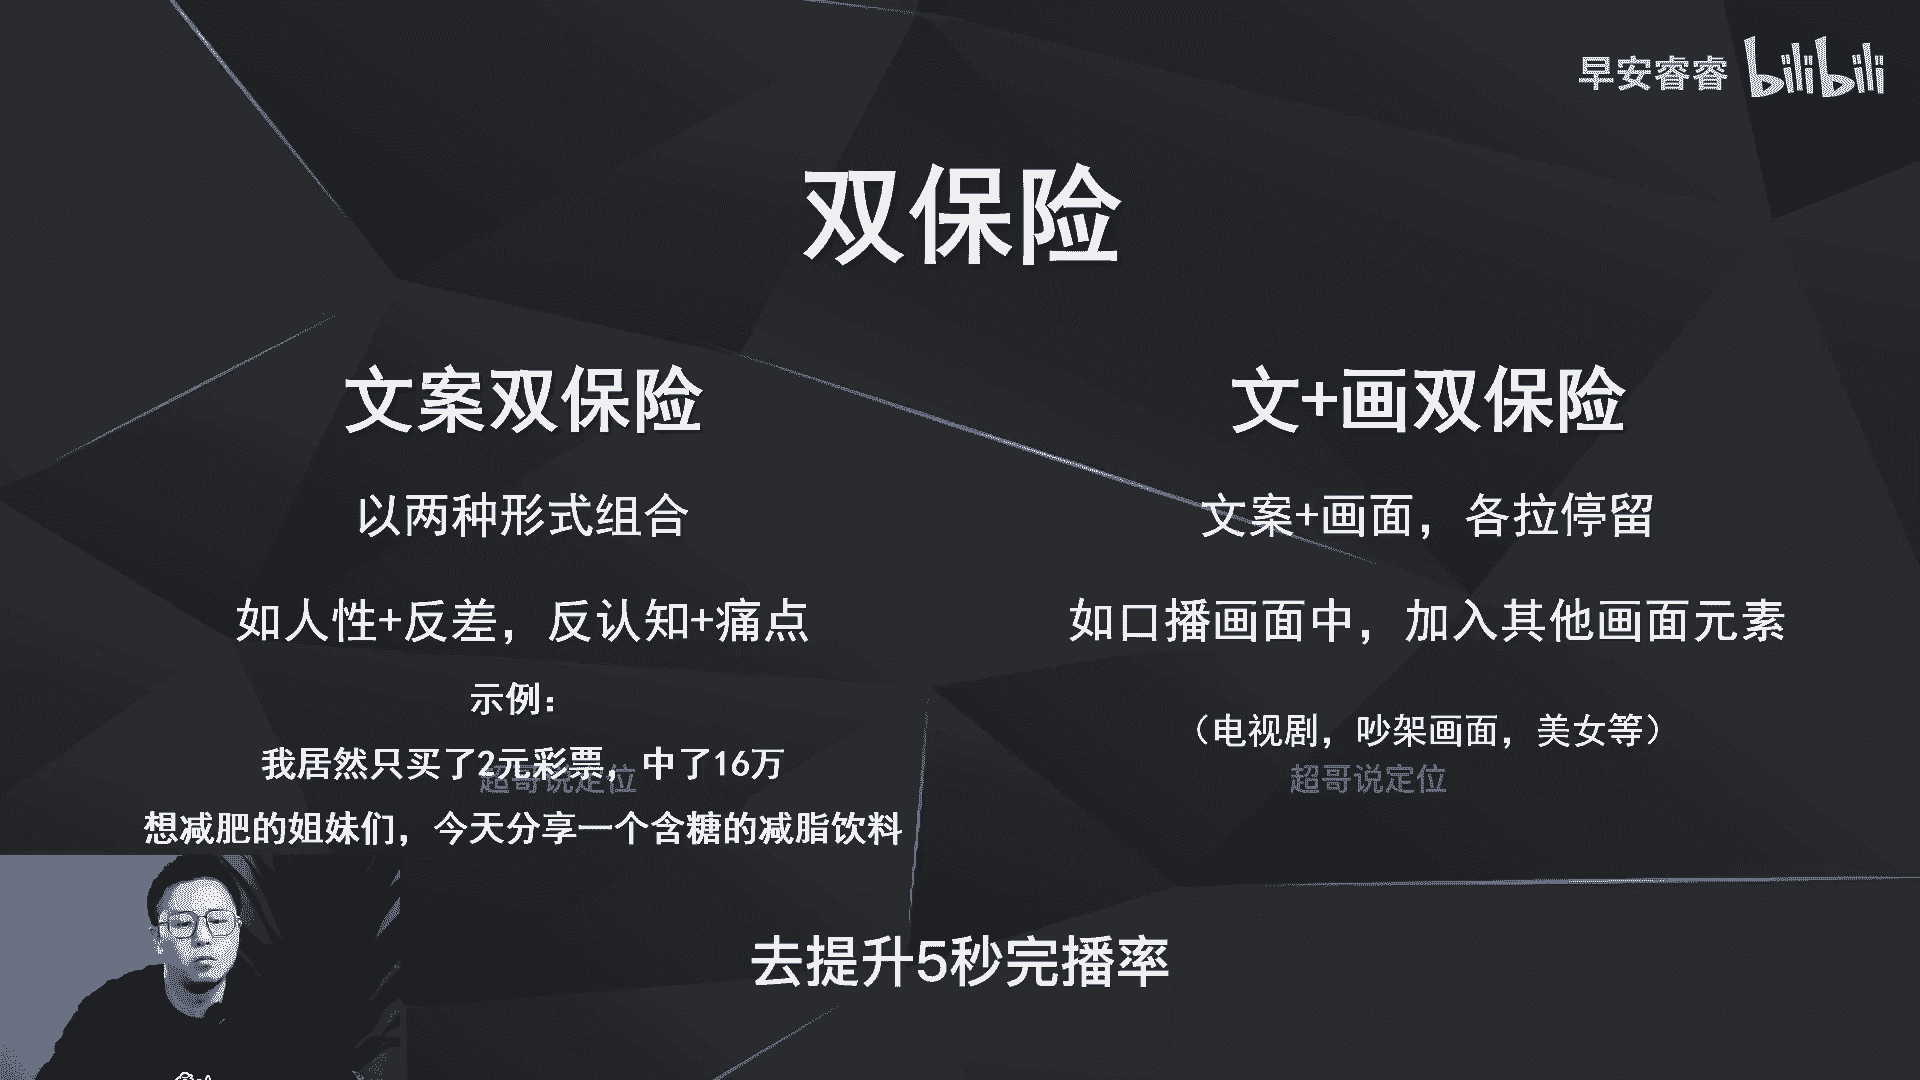 早安睿睿 bilibili
双保险
文案双保险
以两种形式组合
如人性+反差，反认知+痛点
示例：
我居然只买了2元彩票，中了16万
超哥说定位
想减肥的姐妹们，今天分享一个含糖的减脂饮料
文+画双保险
文案+画面，各拉停留
如口播画面中，加入其他画面元素
（电视剧，吵架画面，美女等）
超哥说定位
去提升5秒完播率